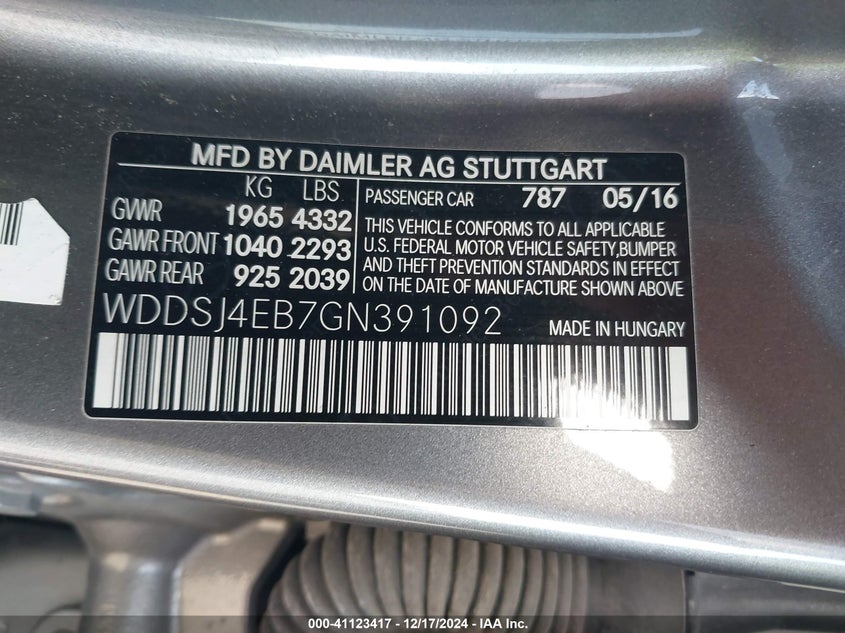 MFD BY DAIMLER AG STUTTGART
KG LBS
GVWR 1965 4332
GAWR FRONT 1040 2293
GAWR REAR 925 2039
PASSENGER CAR 787 05/16
THIS VEHICLE CONFORMS TO ALL APPLICABLE
U.S. FEDERAL MOTOR VEHICLE SAFETY,BUMPER
AND THEFT PREVENTION STANDARDS IN EFFECT
ON THE DATE OF MANUFACTURE SHOWN ABOVE
WDDSJ4EB7GN391092 MADE IN HUNGARY
000-41123417 - 12/17/2024 - IAA Inc.